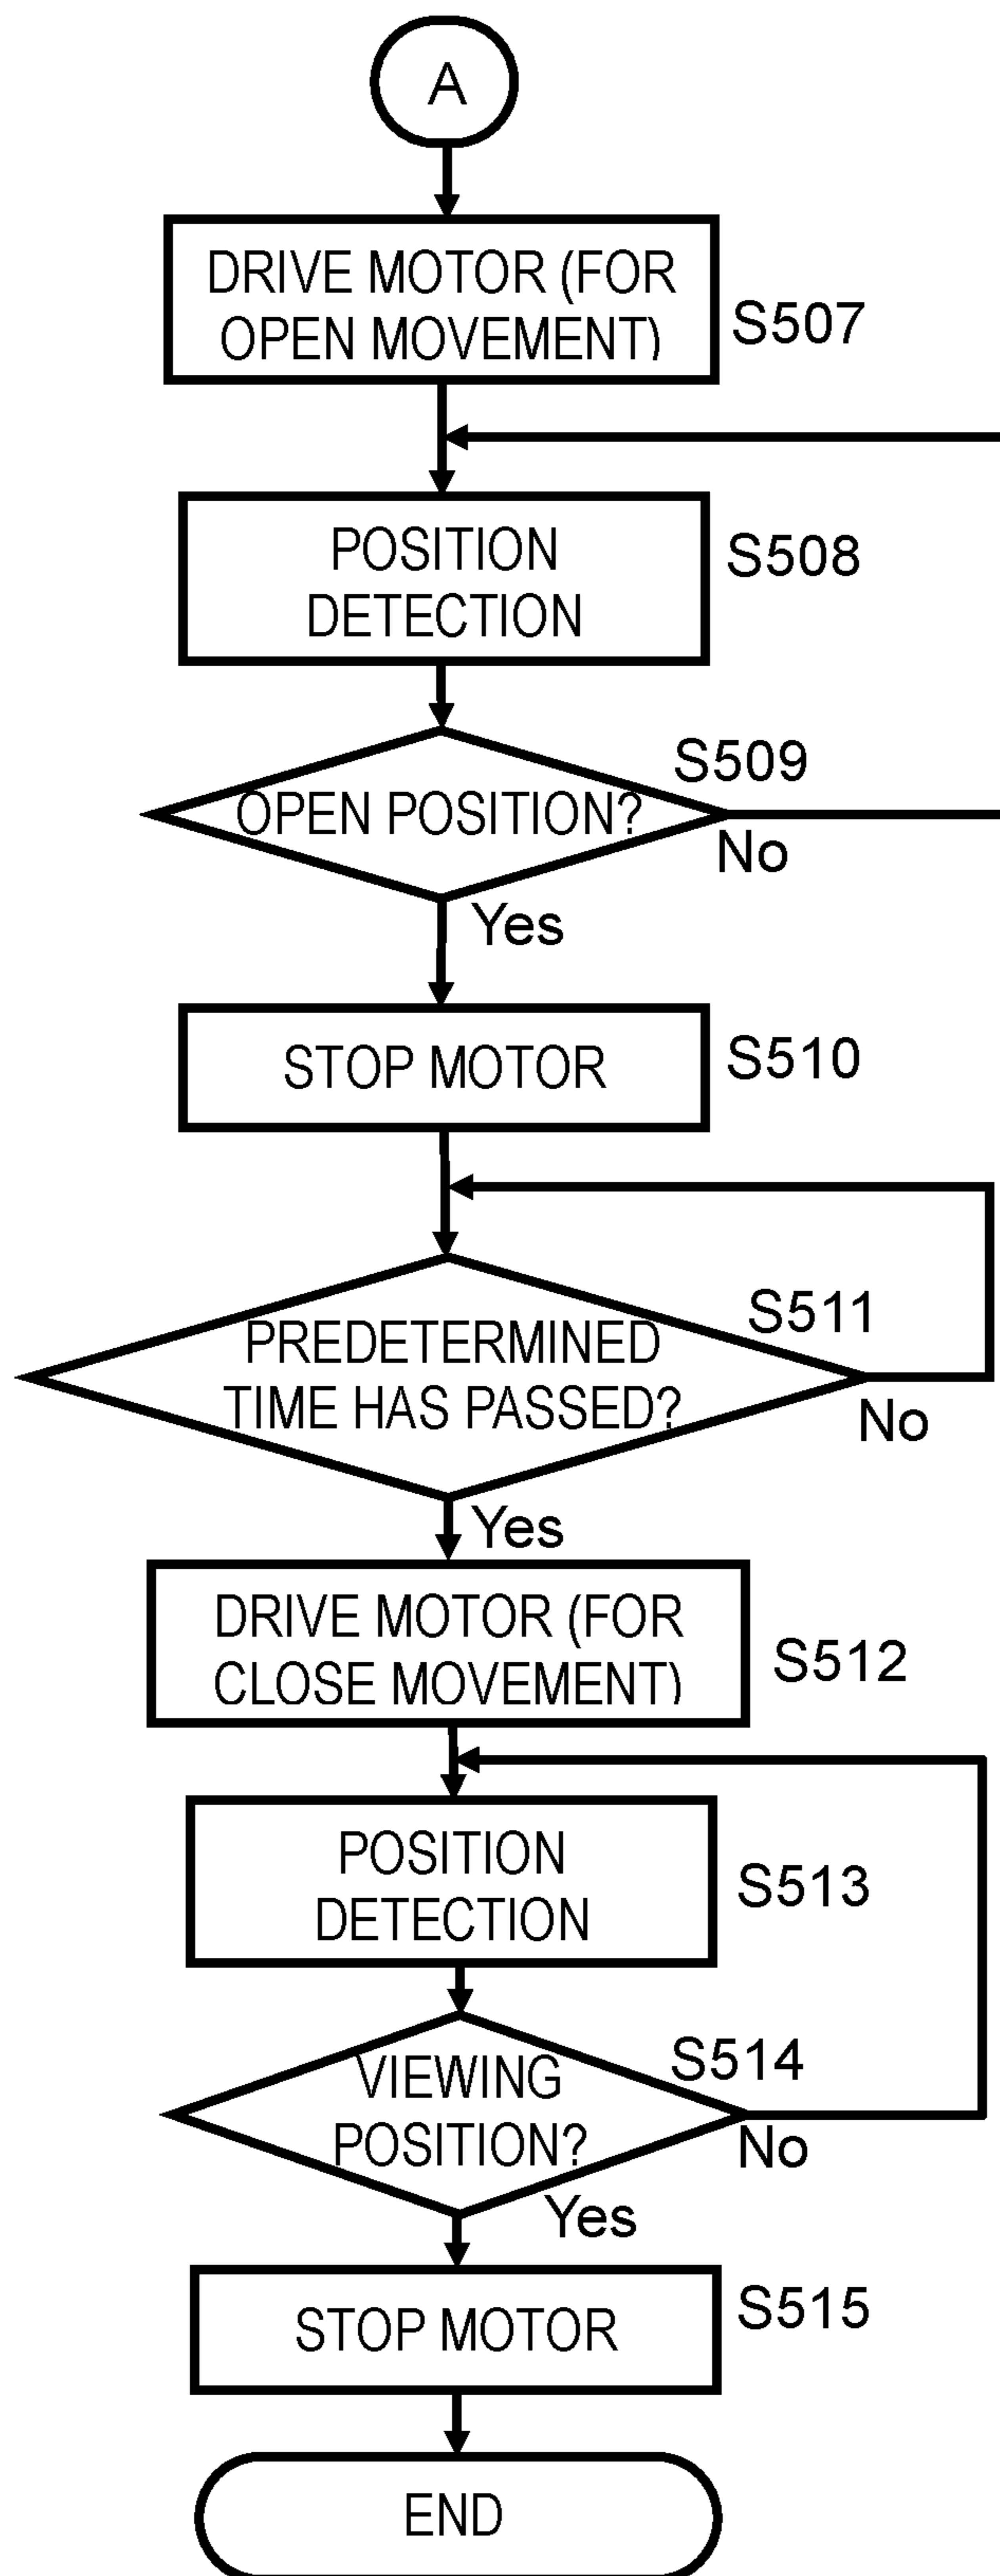 A
DRIVE MOTOR (FOR
OPEN MOVEMENT)
S507
POSITION
DETECTION
S508
S509
OPEN POSITION?
No
Yes
STOP MOTOR
S510
S511
PREDETERMINED
TIME HAS PASSED?
No
Yes
DRIVE MOTOR (FOR
CLOSE MOVEMENT)
S512
POSITION
DETECTION
S513
S514
VIEWING
POSITION?
No
Yes
STOP MOTOR
S515
END